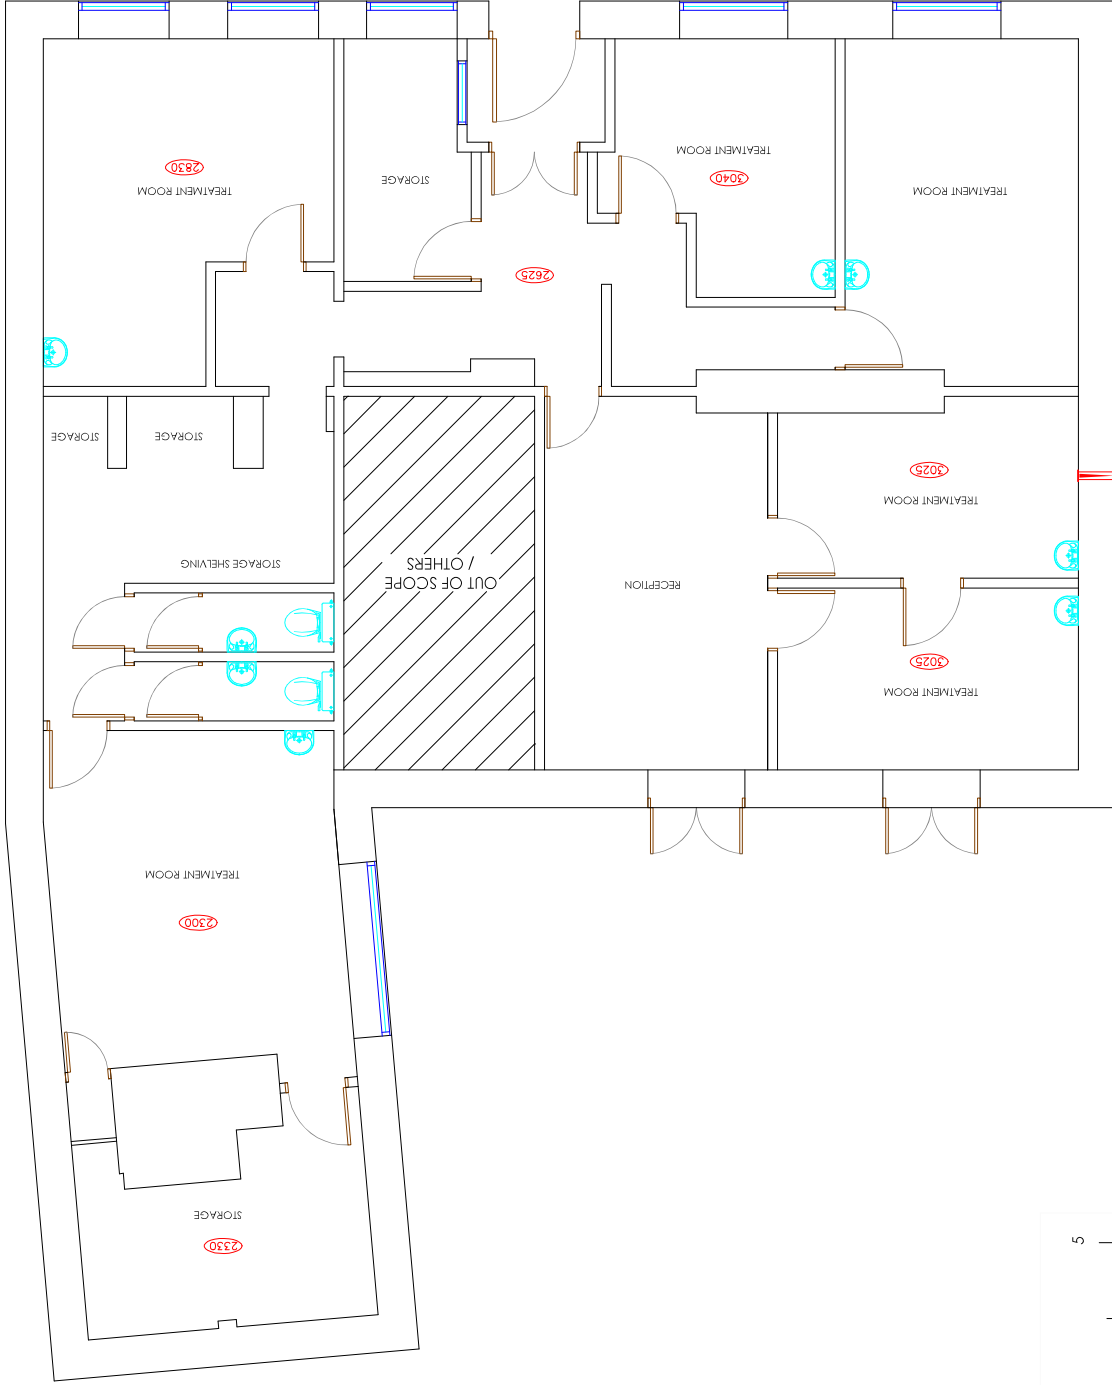 5
2330
STORAGE
2300
TREATMENT ROOM
TREATMENT ROOM
3025
RECEPTION
OUT OF SCOPE
/ OTHERS
STORAGE SHELVING
TREATMENT ROOM
3025
STORAGE
STORAGE
2625
TREATMENT ROOM
3040
TREATMENT ROOM
STORAGE
TREATMENT ROOM
2830